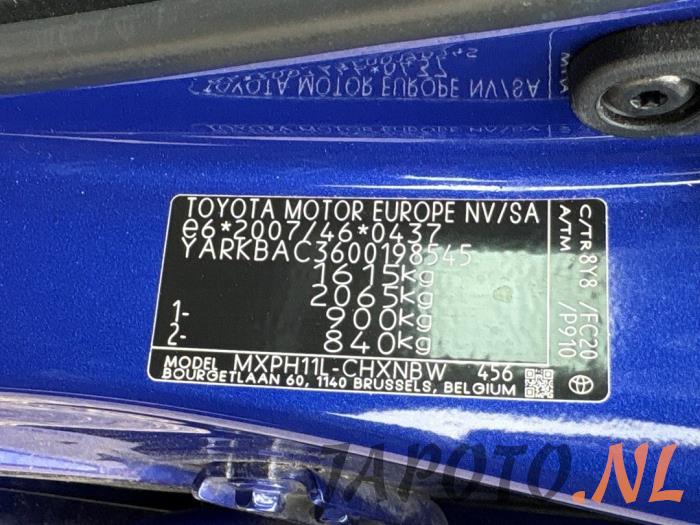 TOYOTA MOTOR EUROPE NV/SA
e6*2007/46*0437
YARKBAC3600198545
1615kg
2065kg
1- 900kg
2- 840kg
MODEL MXPH11L-CHXNBW 456
BOURGETLAAN 60, 1140 BRUSSELS, BELGIUM
C/TR 8Y8 /FC20
A/TM /P910
TOYOTA MOTOR EUROPE NV/SA
JAPOTO.NL